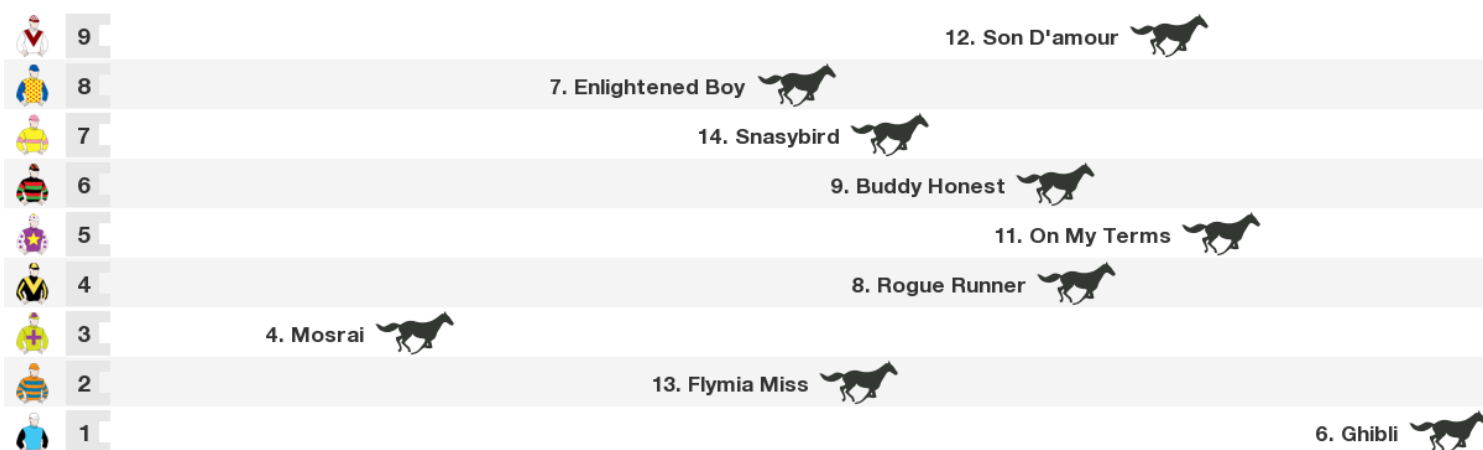 9 12. Son D'amour
8 7. Enlightened Boy
7 14. Snasybird
6 9. Buddy Honest
5 11. On My Terms
4 8. Rogue Runner
3 4. Mosrai
2 13. Flymia Miss
1 6. Ghibli